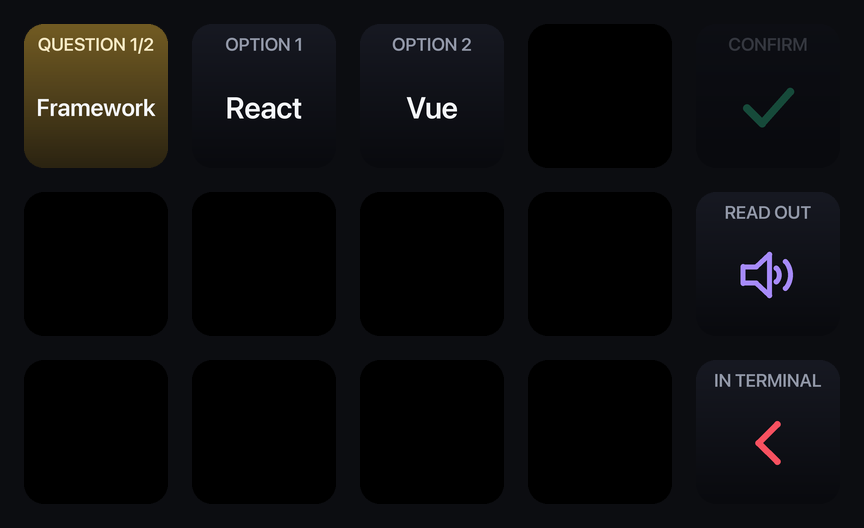 QUESTION 1/2
Framework
OPTION 1
React
OPTION 2
Vue
CONFIRM
READ OUT
IN TERMINAL